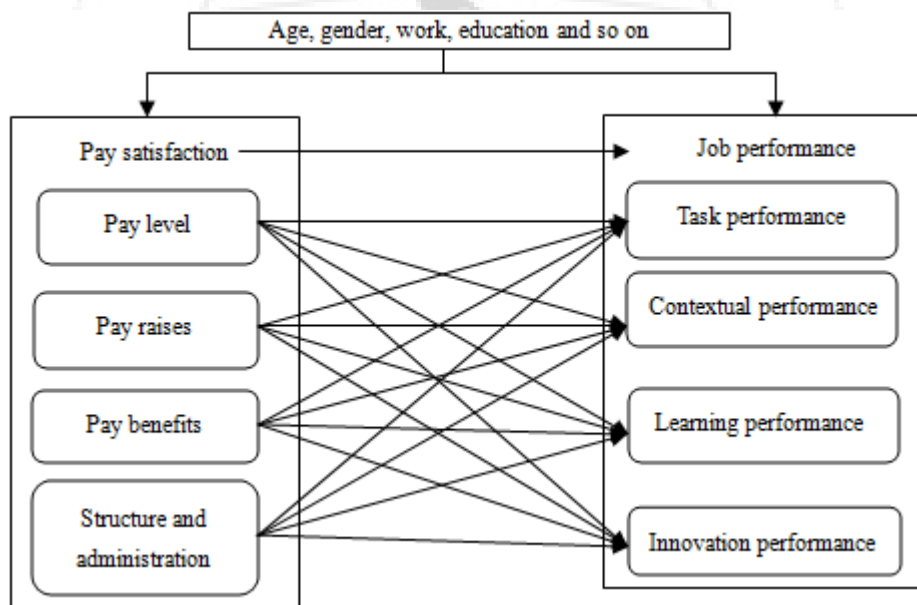 Age, gender, work, education and so on
Pay satisfaction
Job performance
Pay level
Task performance
Pay raises
Contextual performance
Pay benefits
Learning performance
Structure and
administration
Innovation performance